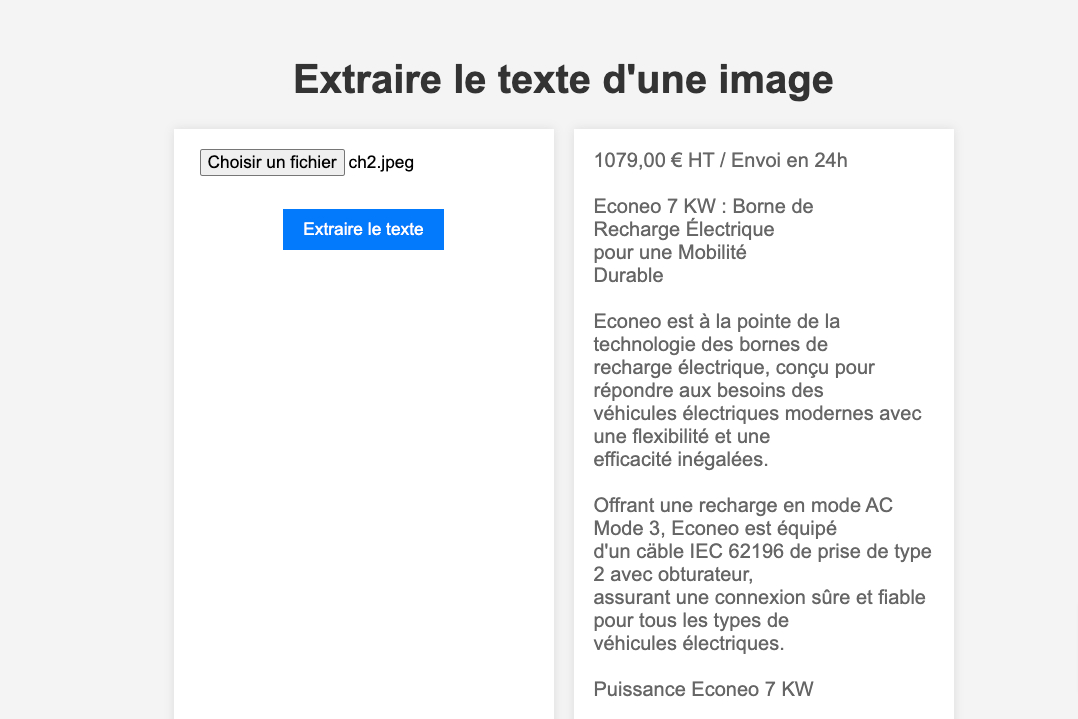 Extraire le texte d'une image
Choisir un fichier ch2.jpeg
Extraire le texte
1079,00 € HT / Envoi en 24h
Econeo 7 KW : Borne de
Recharge Électrique
pour une Mobilité
Durable
Econeo est à la pointe de la
technologie des bornes de
recharge électrique, conçu pour
répondre aux besoins des
véhicules électriques modernes avec
une flexibilité et une
efficacité inégalées.
Offrant une recharge en mode AC
Mode 3, Econeo est équipé
d'un cäble IEC 62196 de prise de type
2 avec obturateur,
assurant une connexion sûre et fiable
pour tous les types de
véhicules électriques.
Puissance Econeo 7 KW